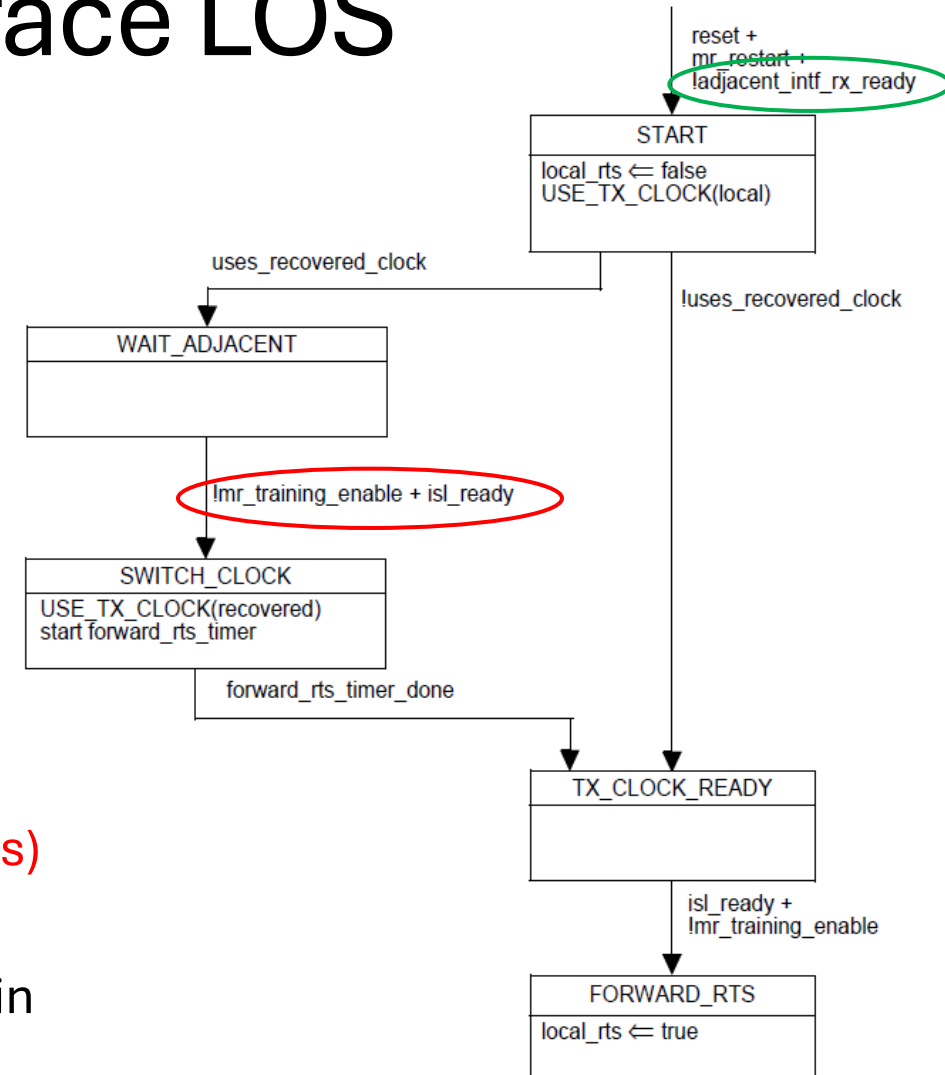 face LOS
reset +
mr_restart +
!adjacent_intf_rx_ready
START
local_rts ⇐ false
USE_TX_CLOCK(local)
uses_recovered_clock
!uses_recovered_clock
WAIT_ADJACENT
!mr_training_enable + isl_ready
SWITCH_CLOCK
USE_TX_CLOCK(recovered)
start forward_rts_timer
forward_rts_timer_done
TX_CLOCK_READY
s)
isl_ready +
!mr_training_enable
in
FORWARD_RTS
local_rts ⇐ true